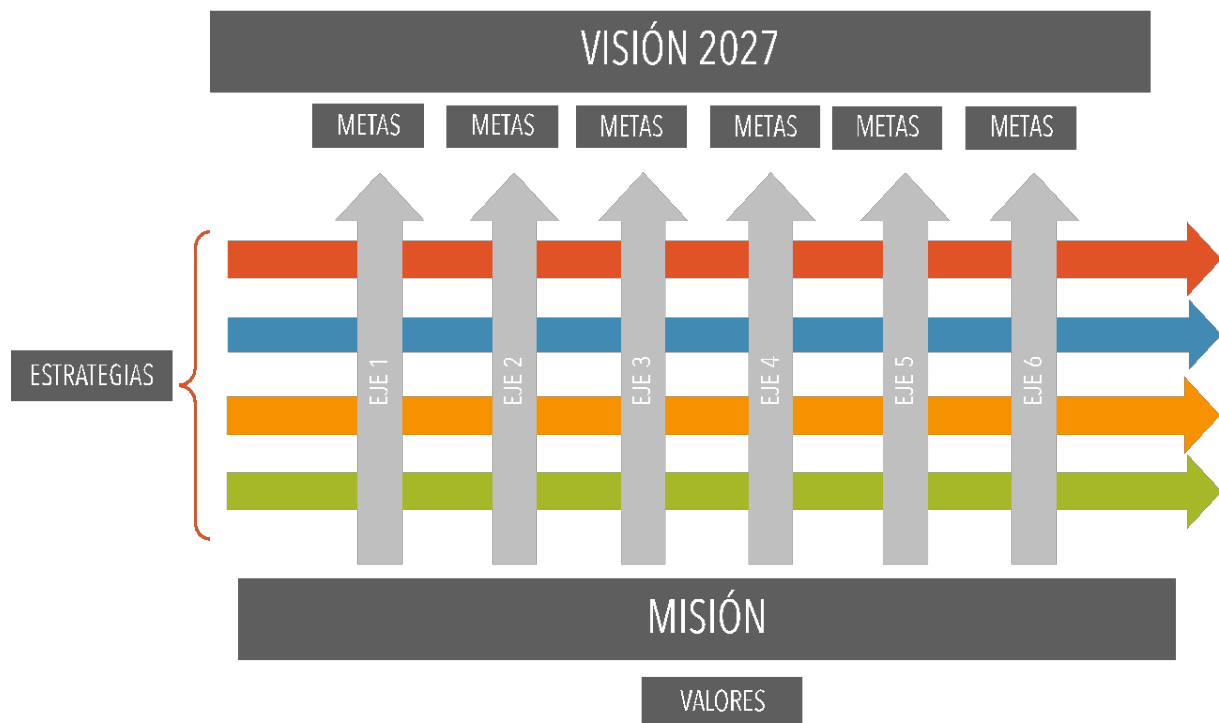 VISIÓN 2027
METAS
METAS
METAS
METAS
METAS
METAS
ESTRATEGIAS
EJE 1
EJE 2
EJE 3
EJE 4
EJE 5
EJE 6
MISIÓN
VALORES